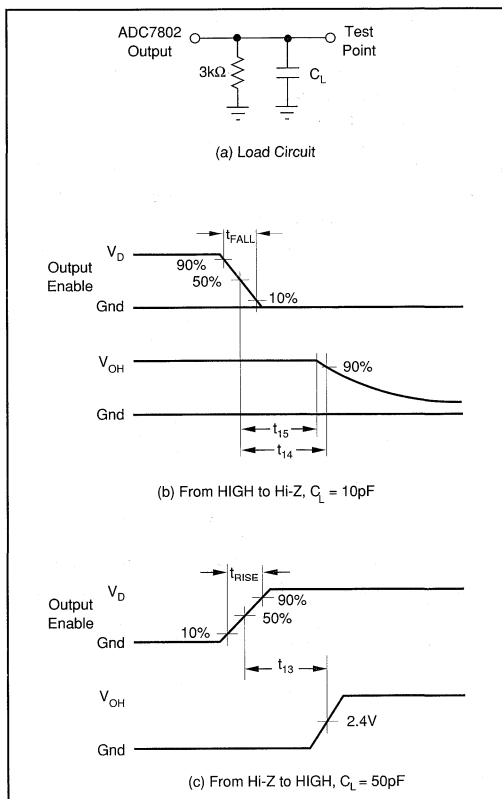 ADC7802 Output
Test Point
3kΩ
C_L
(a) Load Circuit
t_FALL
V_D
90%
Output Enable
50%
10%
Gnd
V_OH
90%
Gnd
t_15
t_14
(b) From HIGH to Hi-Z, C_L = 10pF
t_RISE
V_D
90%
Output Enable
50%
10%
Gnd
t_13
V_OH
2.4V
Gnd
(c) From Hi-Z to HIGH, C_L = 50pF